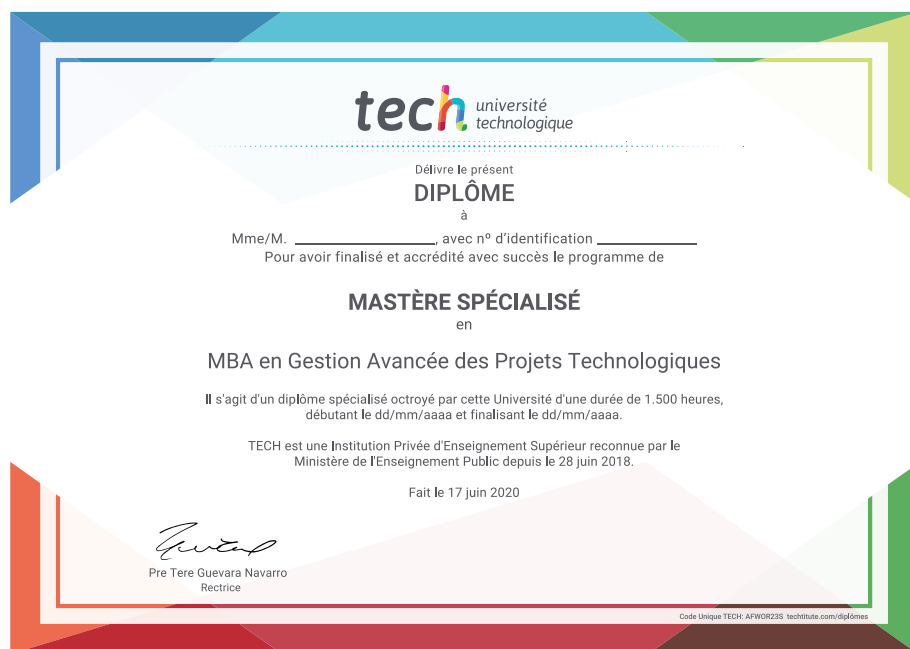 tech université
technologique
Délivre le présent
DIPLÔME
à
Mme/M. ____________________, avec nº d'identification ______________
Pour avoir finalisé et accrédité avec succès le programme de
MASTÈRE SPÉCIALISÉ
en
MBA en Gestion Avancée des Projets Technologiques
Il s'agit d'un diplôme spécialisé octroyé par cette Université d'une durée de 1.500 heures,
débutant le dd/mm/aaaa et finalisant le dd/mm/aaaa.
TECH est une Institution Privée d'Enseignement Supérieur reconnue par le
Ministère de l'Enseignement Public depuis le 28 juin 2018.
Fait le 17 juin 2020
Pre Tere Guevara Navarro
Rectrice
Code Unique TECH: AFWOR23S techtitute.com/diplômes